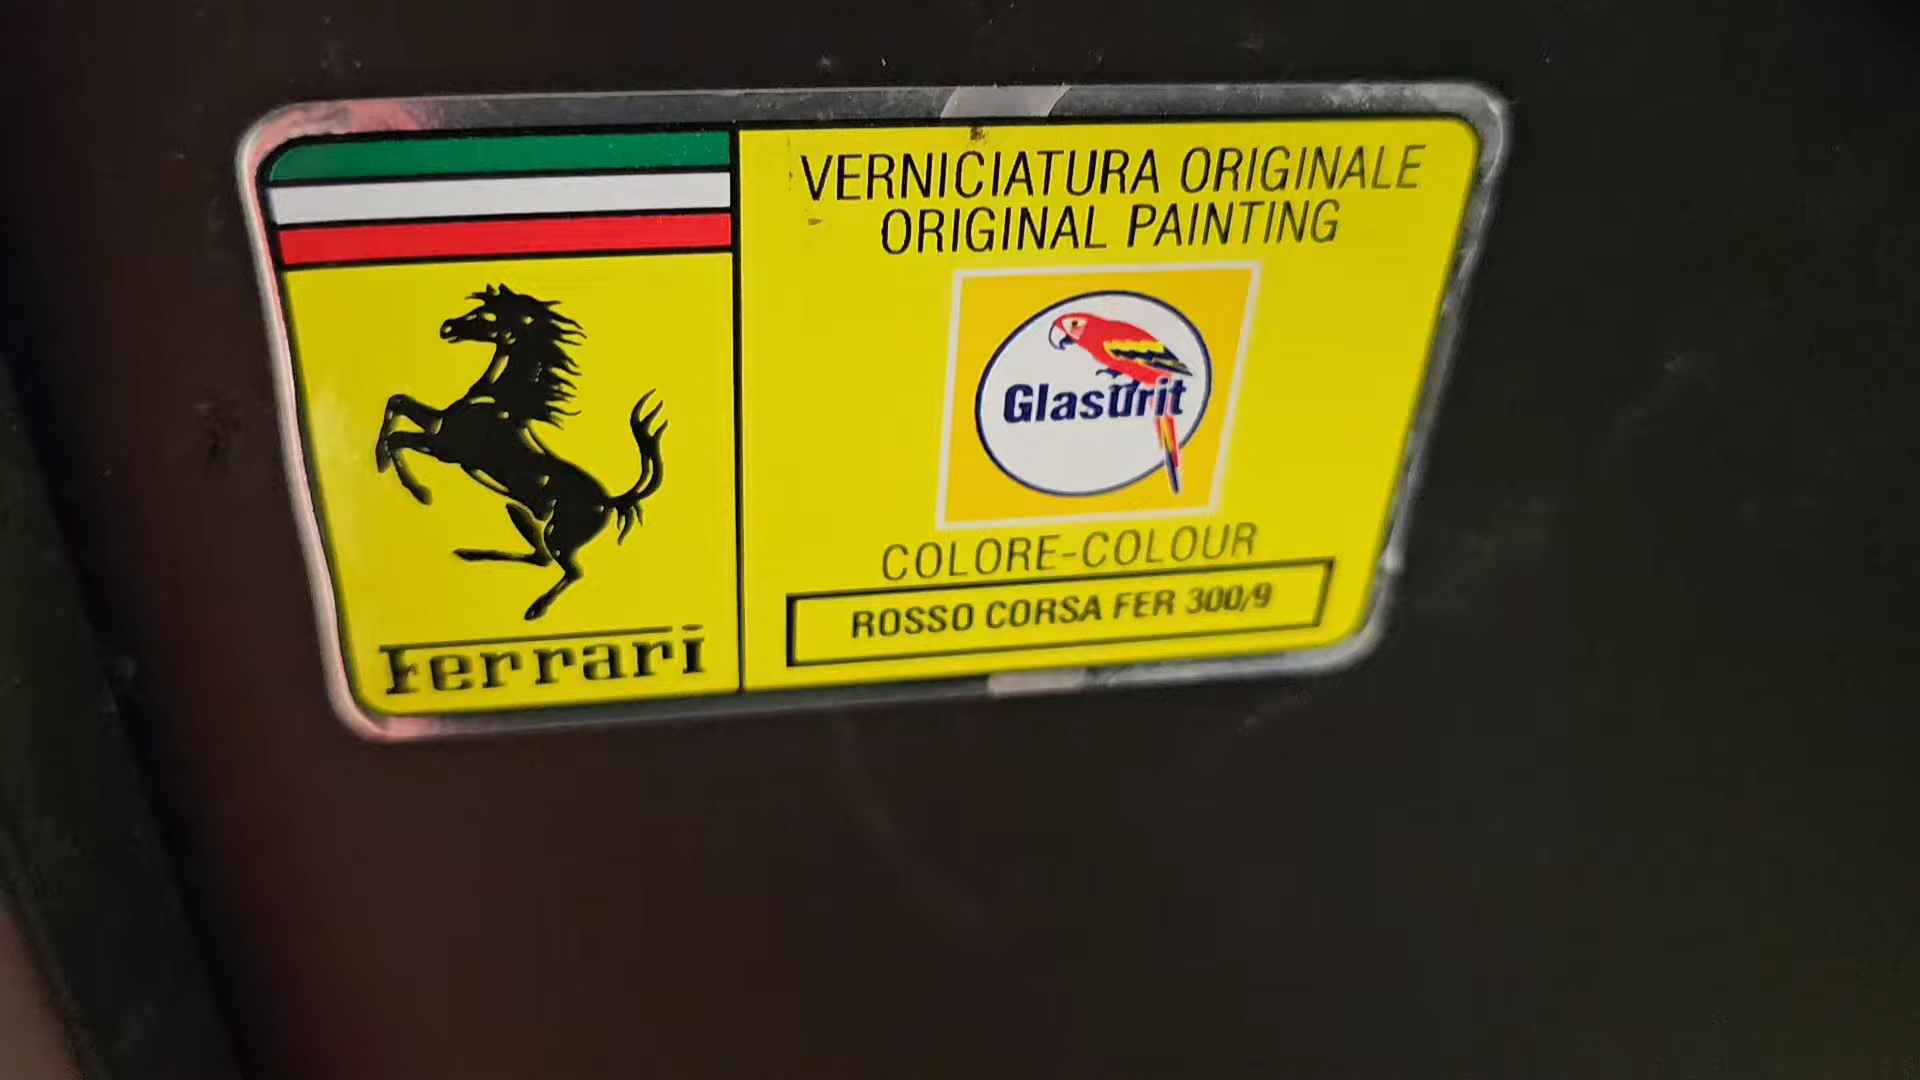 VERNICIATURA ORIGINALE
ORIGINAL PAINTING
Glasurit
COLORE-COLOUR
ROSSO CORSA FER 300/9
Ferrari